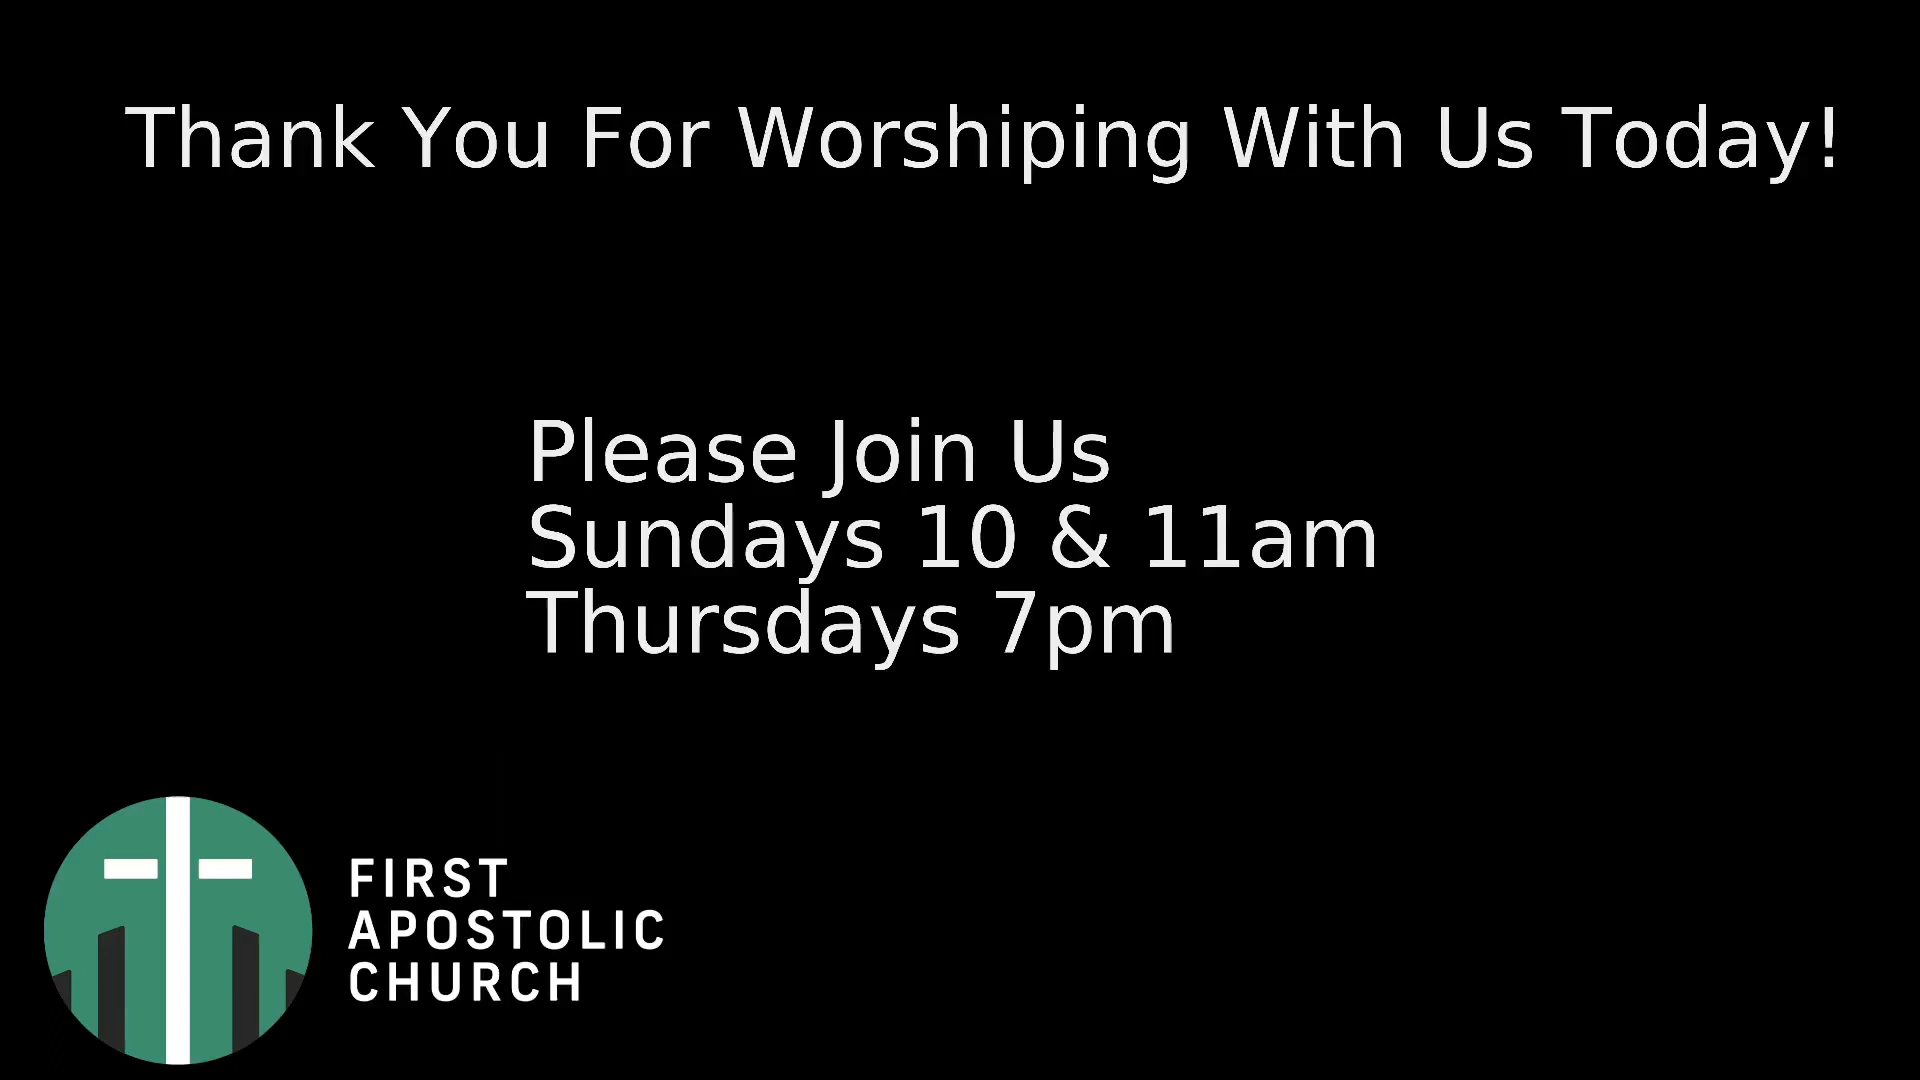 Thank You For Worshiping With Us Today!
Please Join Us
Sundays 10 & 11am
Thursdays 7pm
FIRST
APOSTOLIC
CHURCH